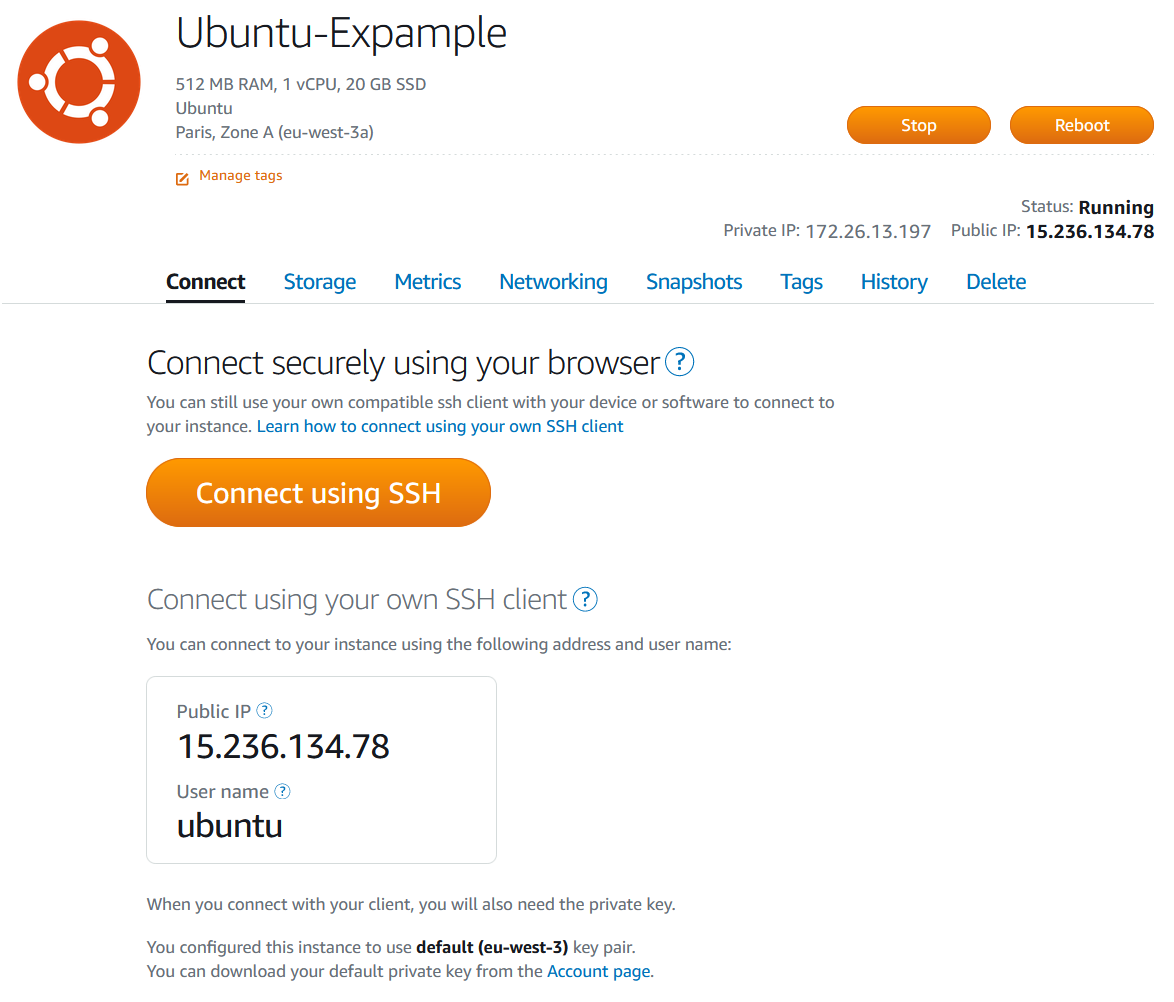 Ubuntu-Expample
512 MB RAM, 1 vCPU, 20 GB SSD
Ubuntu
Paris, Zone A (eu-west-3a)
Stop
Reboot
Manage tags
Status: Running
Private IP: 172.26.13.197 Public IP: 15.236.134.78
Connect Storage Metrics Networking Snapshots Tags History Delete
Connect securely using your browser ?
You can still use your own compatible ssh client with your device or software to connect to
your instance. Learn how to connect using your own SSH client
Connect using SSH
Connect using your own SSH client ?
You can connect to your instance using the following address and user name:
Public IP ?
15.236.134.78
User name ?
ubuntu
When you connect with your client, you will also need the private key.
You configured this instance to use default (eu-west-3) key pair.
You can download your default private key from the Account page.